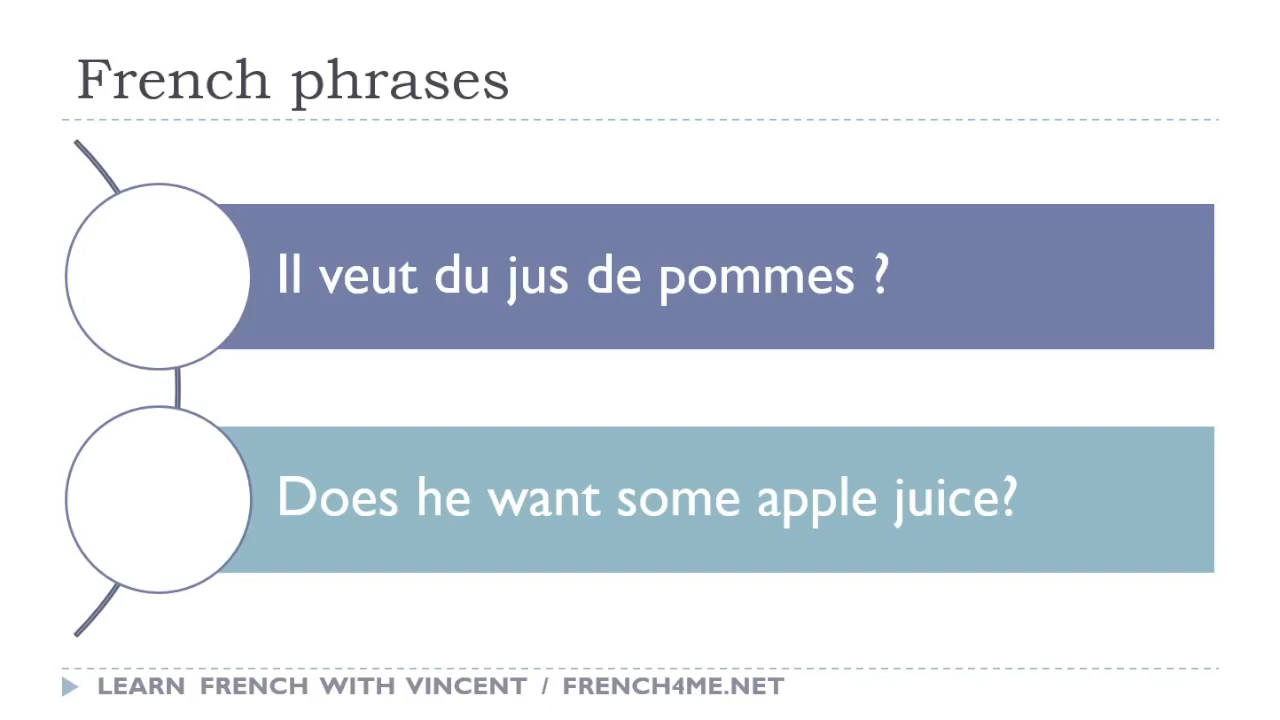 French phrases
Il veut du jus de pommes ?
Does he want some apple juice?
LEARN FRENCH WITH VINCENT / FRENCH4ME.NET